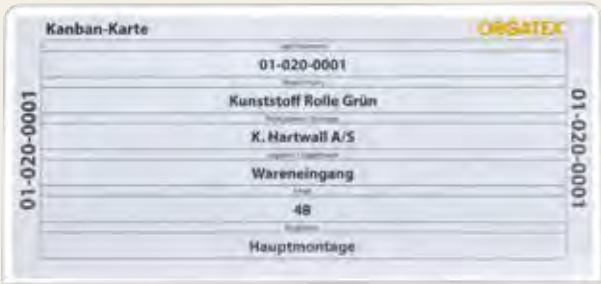 Kanban-Karte
ORGATEX
01-020-0001
Kunststoff Rolle Grün
K. Hartwall A/S
Wareneingang
48
Hauptmontage
01-020-0001
01-020-0001